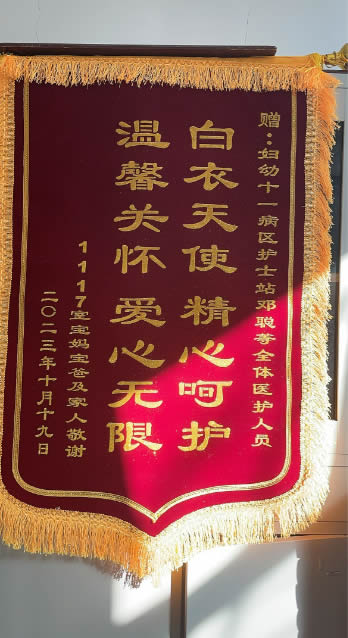 赠：妇幼十一病区护士站邓聪等全体医护人员
白衣天使 精心呵护
温馨关怀 爱心无限
1117室宝妈宝爸及家人敬谢
二〇二三年十月十九日